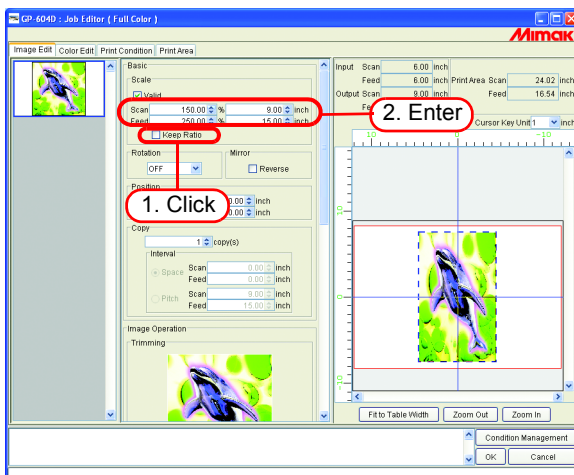 GP-604D : Job Editor ( Full Color )
Mimaki
Image Edit Color Edit Print Condition Print Area
Basic
Scale
Valid
Scan 150.00 % 9.00 inch
Feed 250.00 % 15.00 inch
Keep Ratio
Rotation
OFF
Mirror
Reverse
Position
0.00 inch
0.00 inch
Copy
1 copy(s)
Interval
Space Scan 0.00 inch
Feed 0.00 inch
Pitch Scan 9.00 inch
Feed 15.00 inch
Image Operation
Trimming
1. Click
2. Enter
Input Scan 6.00 inch
Feed 6.00 inch Print Area Scan 24.02 inch
Output Scan 9.00 inch Feed 16.54 inch
Cursor Key Unit 1 inch
10 0 -10
10
0
-10
Fit to Table Width Zoom Out Zoom In
Condition Management
OK Cancel